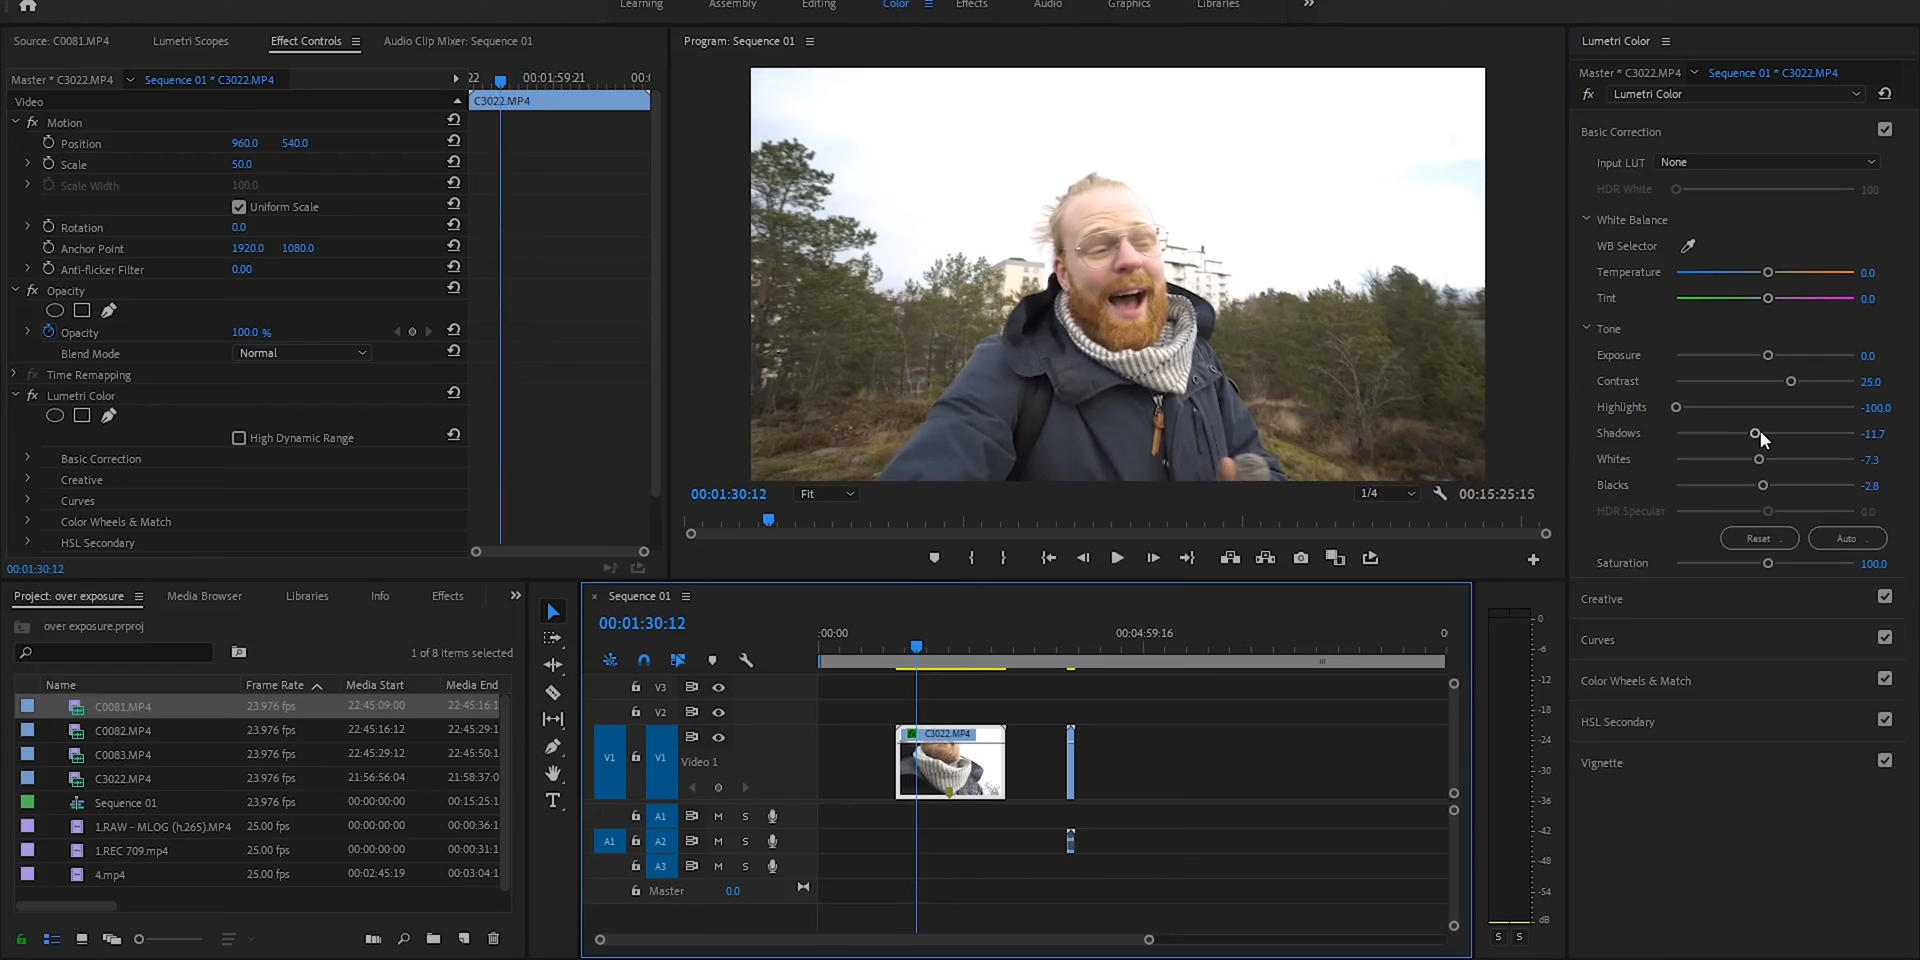 Learning Assembly Editing Color Effects Audio Graphics Libraries
Source: C0081.MP4 Lumetri Scopes Effect Controls Audio Clip Mixer: Sequence 01
Master * C3022.MP4 Sequence 01 * C3022.MP4
22 00:01:59:21 00:0
Video
C3022.MP4
fx Motion
Position 960.0 540.0
Scale 50.0
Scale Width 100.0
Uniform Scale
Rotation 0.0
Anchor Point 1920.0 1080.0
Anti-flicker Filter 0.00
fx Opacity
Opacity 100.0 %
Blend Mode Normal
fx Time Remapping
fx Lumetri Color
High Dynamic Range
Basic Correction
Creative
Curves
Color Wheels & Match
HSL Secondary
00:01:30:12
Program: Sequence 01
00:01:30:12 Fit 1/4 00:15:25:15
Lumetri Color
Master * C3022.MP4 Sequence 01 * C3022.MP4
fx Lumetri Color
Basic Correction
Input LUT None
HDR White 100
White Balance
WB Selector
Temperature 0.0
Tint 0.0
Tone
Exposure 0.0
Contrast 25.0
Highlights -100.0
Shadows -11.7
Whites -7.3
Blacks -2.8
HDR Specular 0.0
Reset Auto
Saturation 100.0
Creative
Curves
Color Wheels & Match
HSL Secondary
Vignette
Project: over exposure Media Browser Libraries Info Effects
over exposure.prproj
1 of 8 items selected
Name Frame Rate Media Start Media End
C0081.MP4 23.976 fps 22:45:09:00 22:45:16:1
C0082.MP4 23.976 fps 22:45:16:12 22:45:29:1
C0083.MP4 23.976 fps 22:45:29:12 22:45:50:1
C3022.MP4 23.976 fps 21:56:56:04 21:58:37:0
Sequence 01 23.976 fps 00:00:00:00 00:15:25:1
1.RAW - MLOG (h.265).MP4 25.00 fps 00:00:00:00 00:00:36:1
1.REC 709.mp4 25.00 fps 00:00:00:00 00:00:31:1
4.mp4 25.00 fps 00:02:45:19 00:03:04:1
Sequence 01
00:01:30:12
:00:00 00:04:59:16 0
V3
V2
V1 V1 Video 1
C3022.MP4
A1 M S
A1 A2 M S
A3 M S
Master 0.0
0
-6
-12
-18
-24
-30
-36
-42
-48
-54
dB
S S